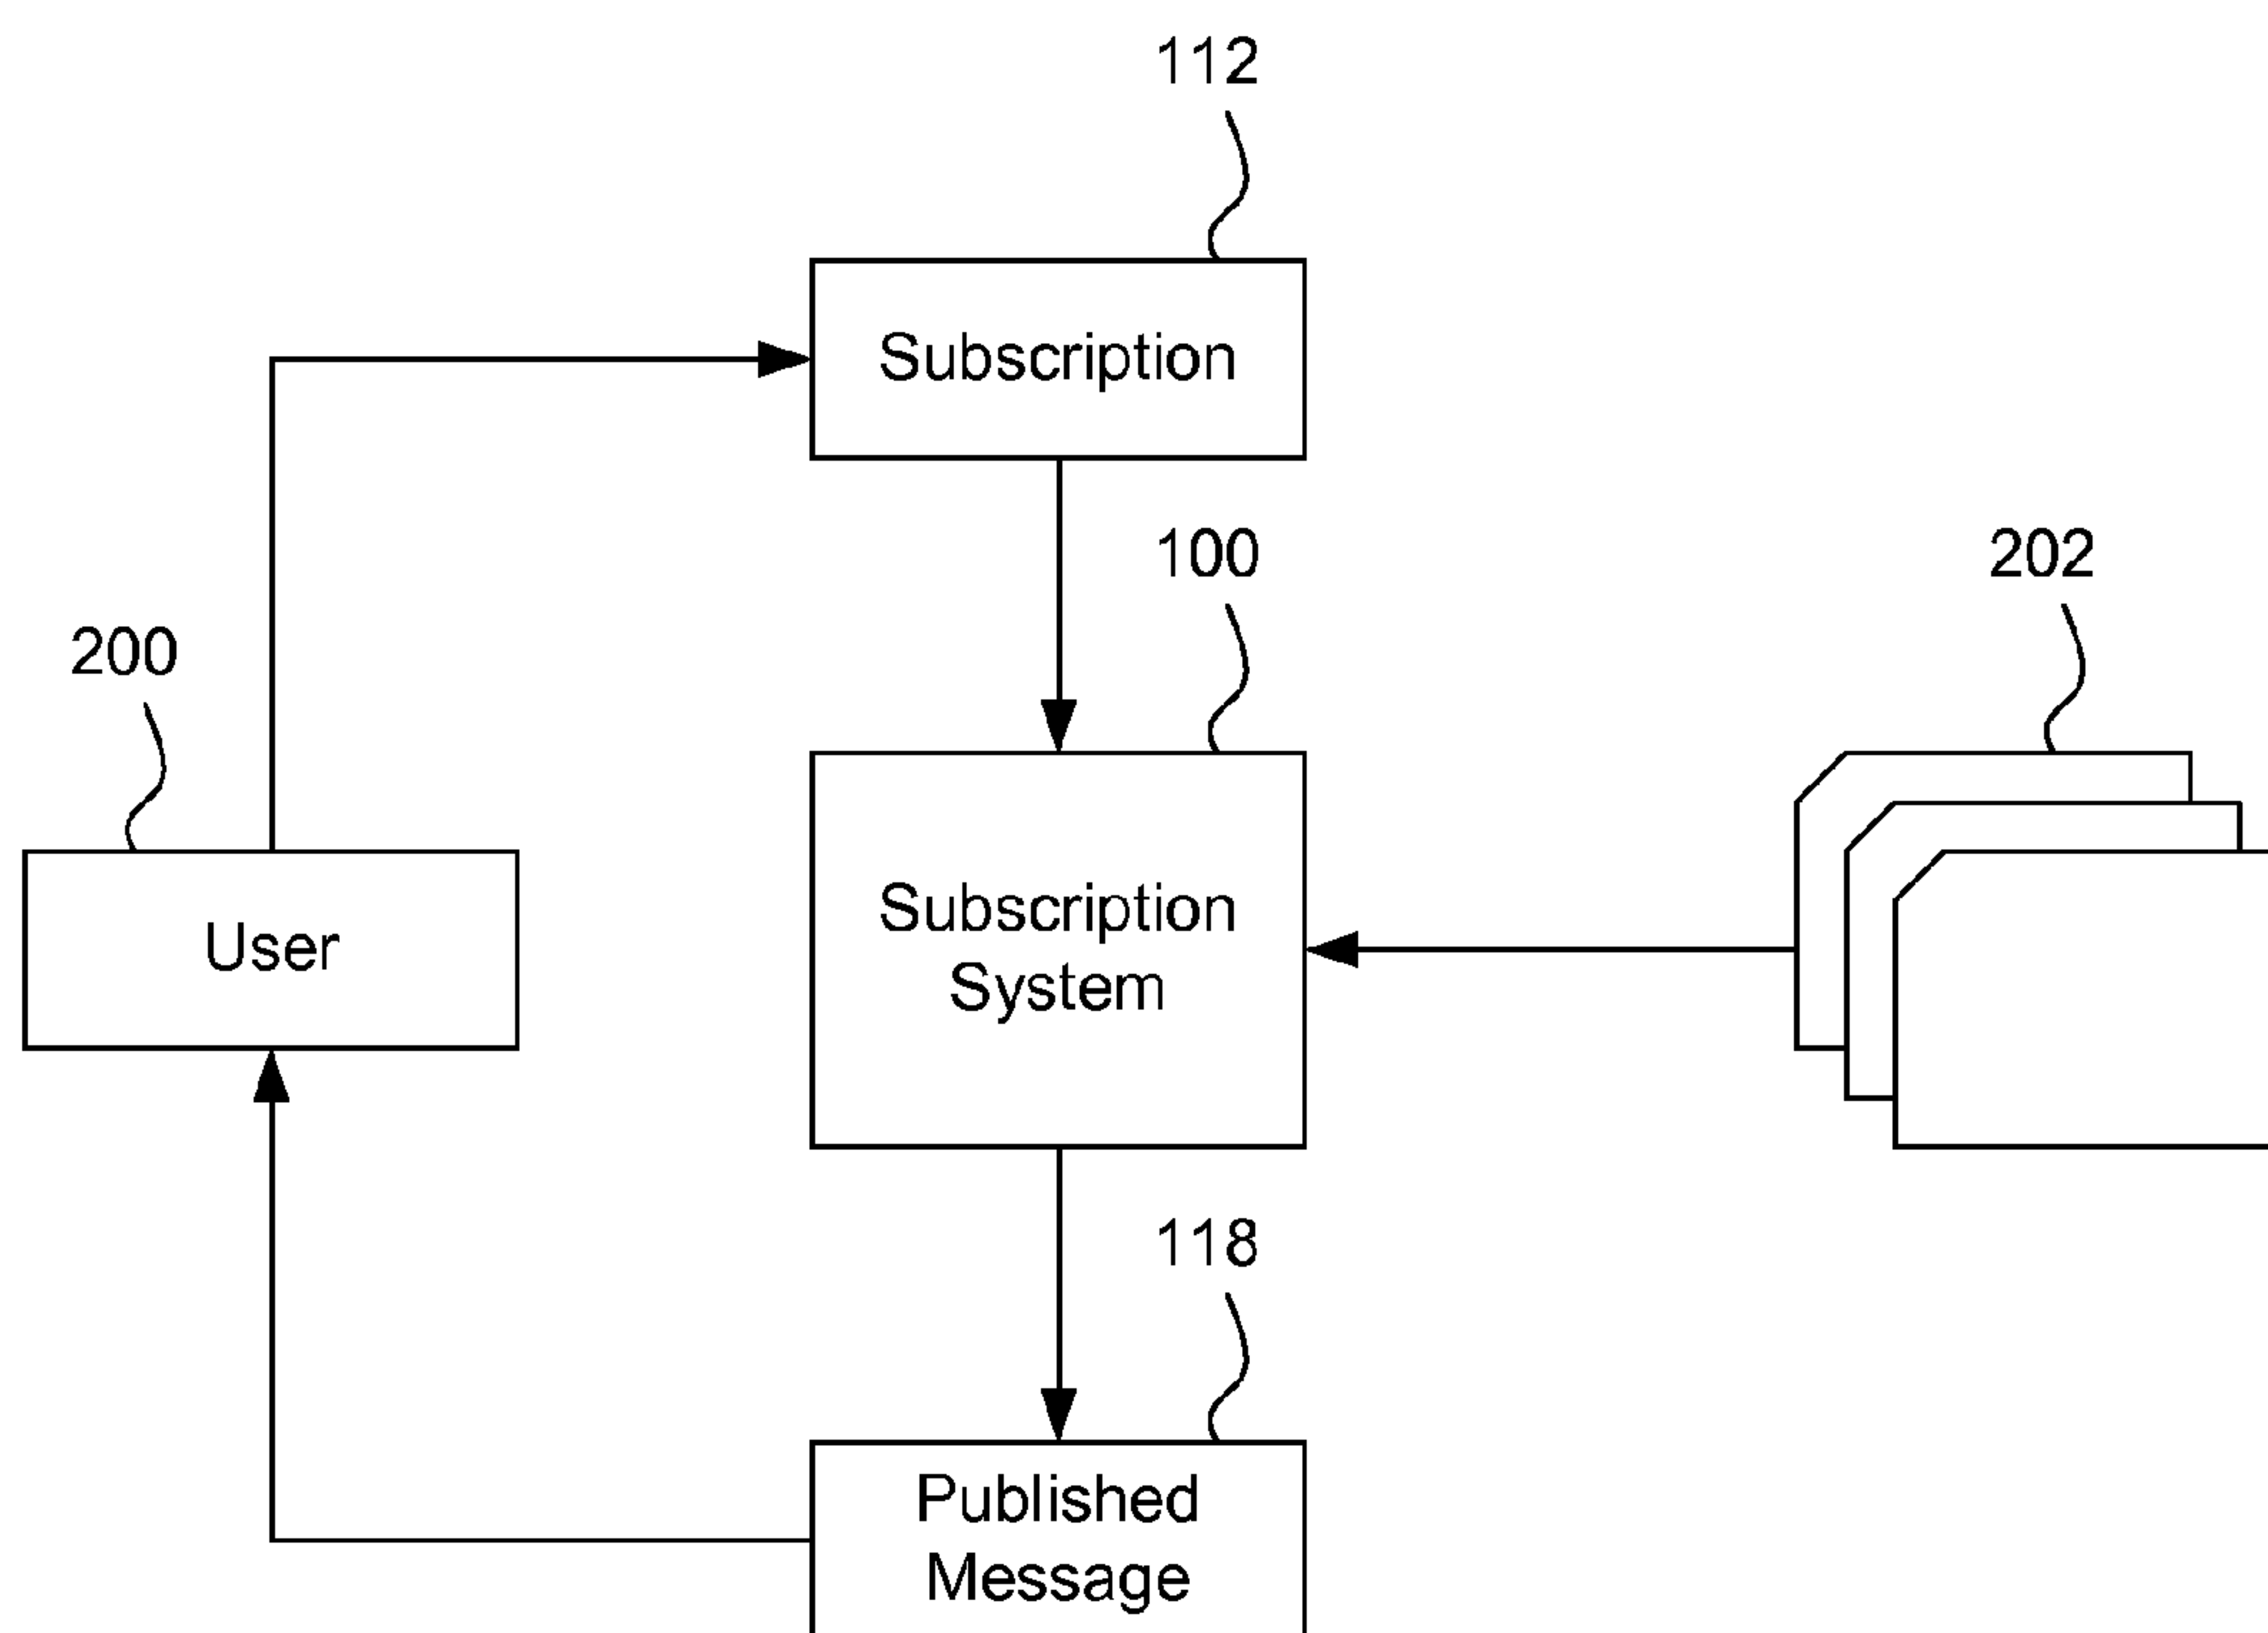 112
Subscription
100
202
200
Subscription
System
User
118
Published
Message